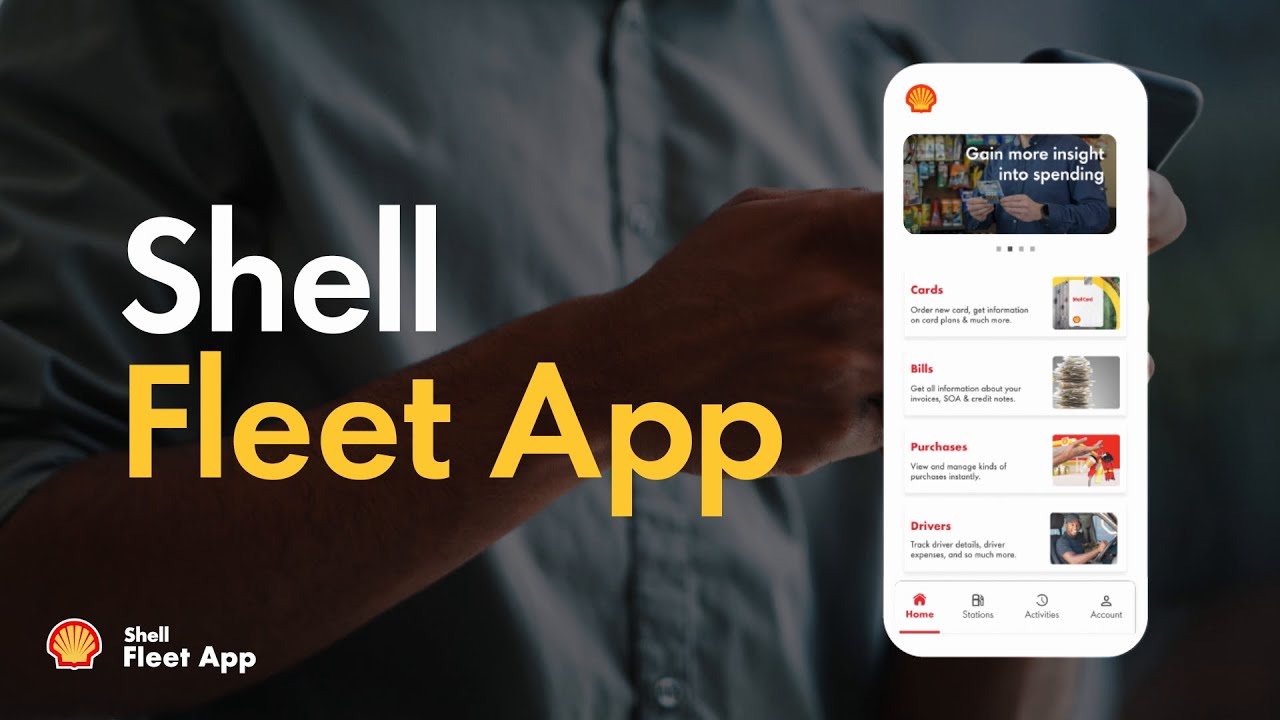 Shell
Fleet App
Shell
Fleet App
Gain more insight
into spending
Cards
Order new card, get information
on card plans & much more.
Shell Card
Bills
Get all information about your
invoices, SOA & credit notes.
Purchases
View and manage kinds of
purchases instantly.
Drivers
Track driver details, driver
expenses, and so much more.
Home
Stations
Activities
Account